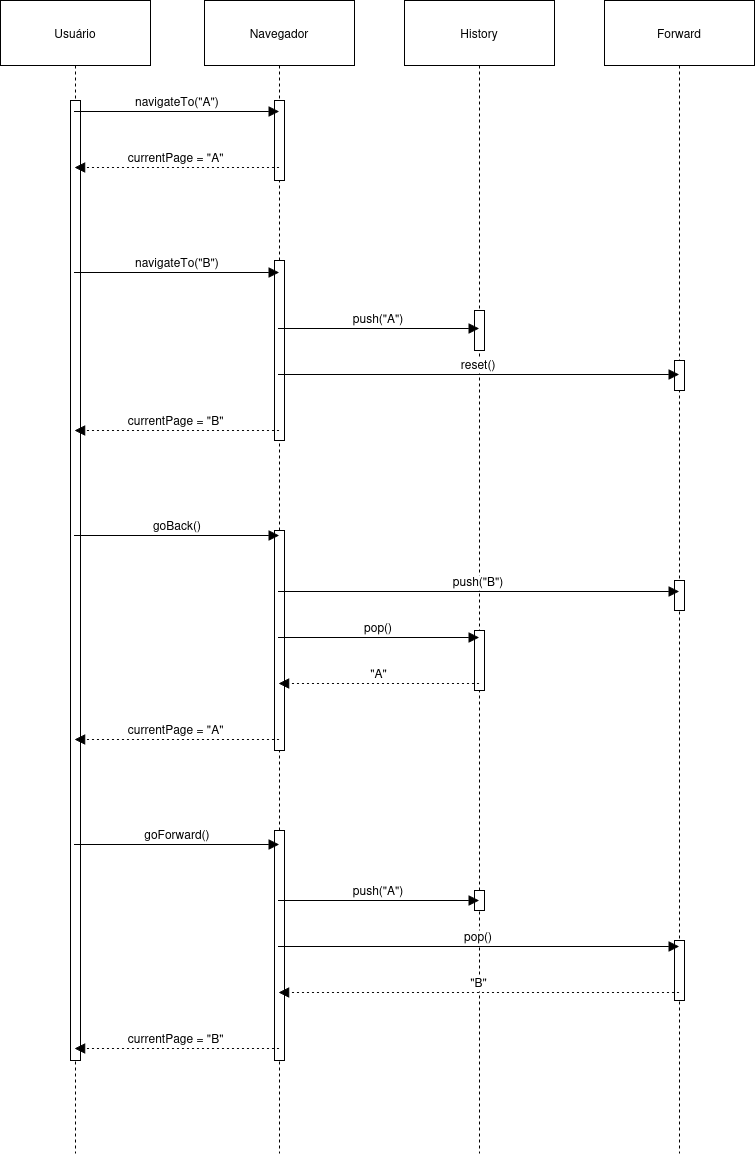 Usuário
Navegador
History
Forward
navigateTo("A")
currentPage = "A"
navigateTo("B")
push("A")
reset()
currentPage = "B"
goBack()
push("B")
pop()
"A"
currentPage = "A"
goForward()
push("A")
pop()
"B"
currentPage = "B"